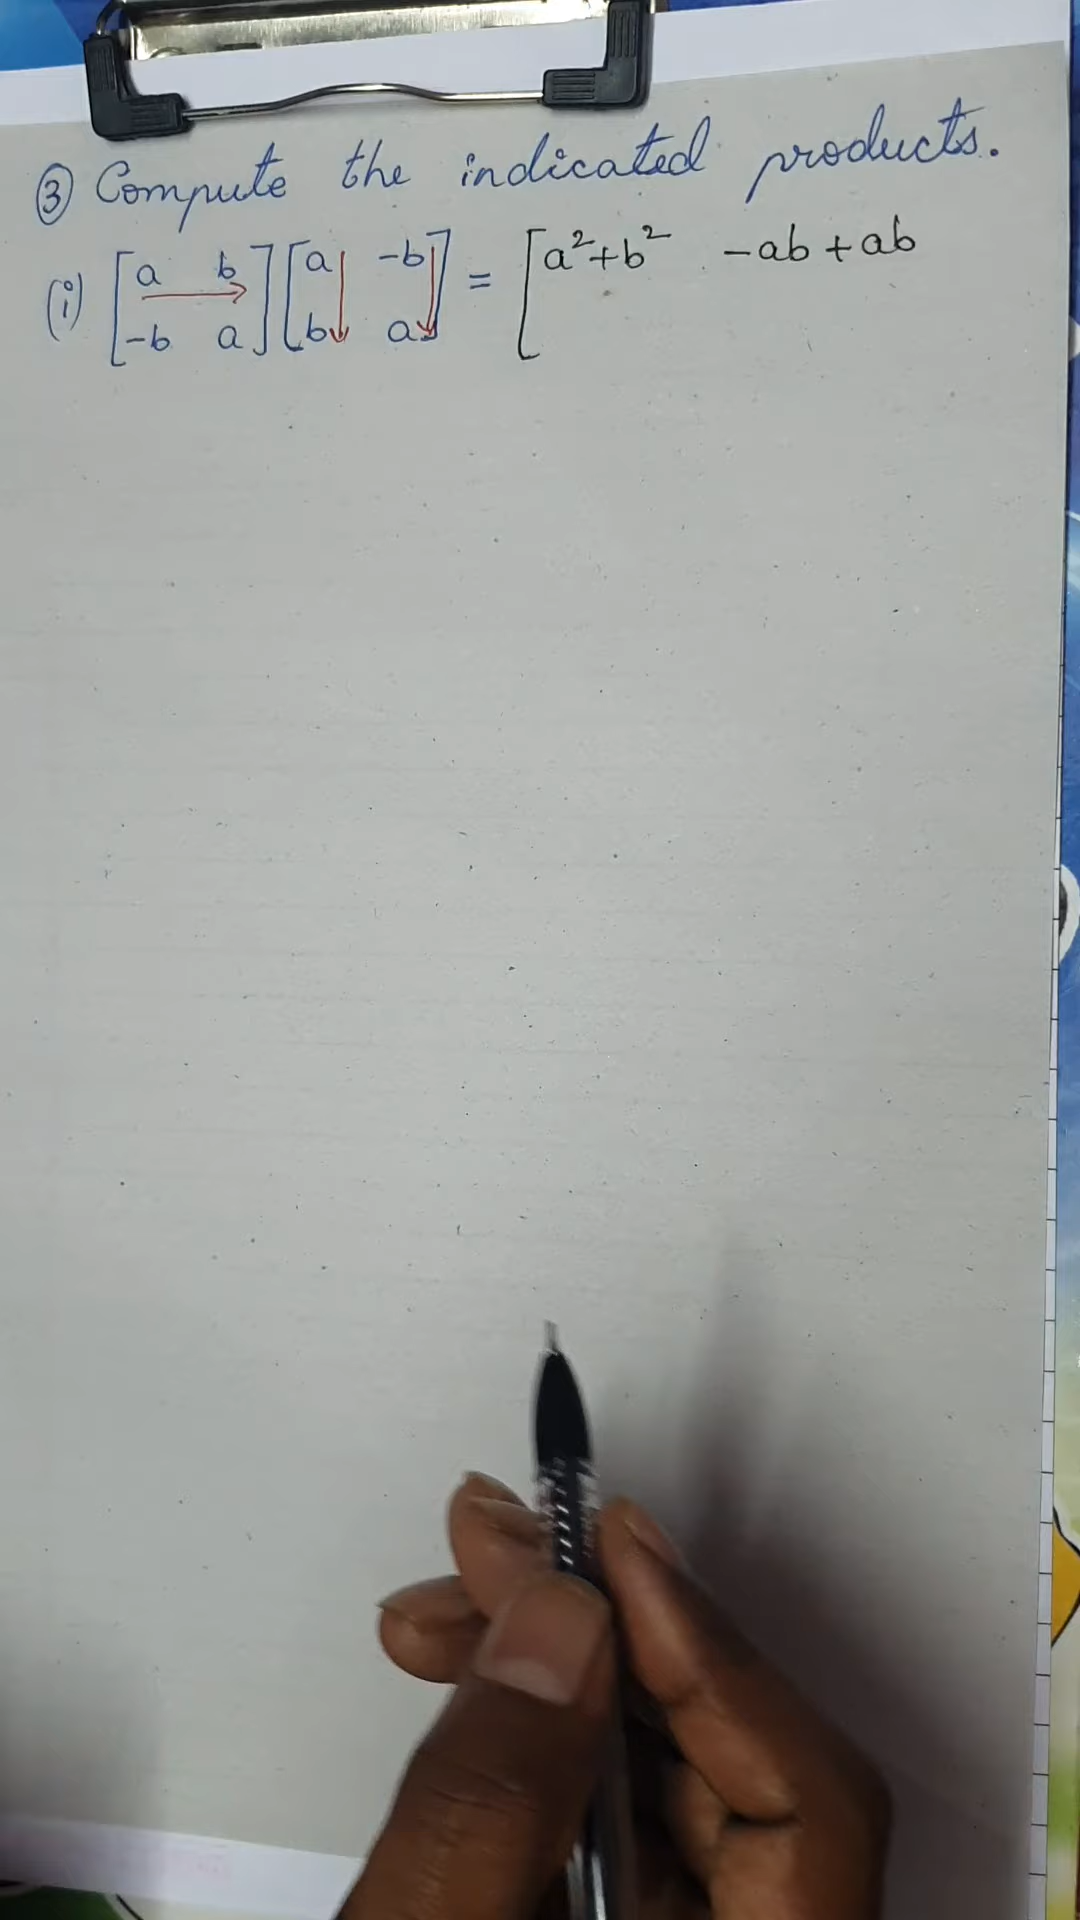 ③ Compute the indicated products.
(i) [a b -b a] [a -b b a] = [a²+b² -ab+ab